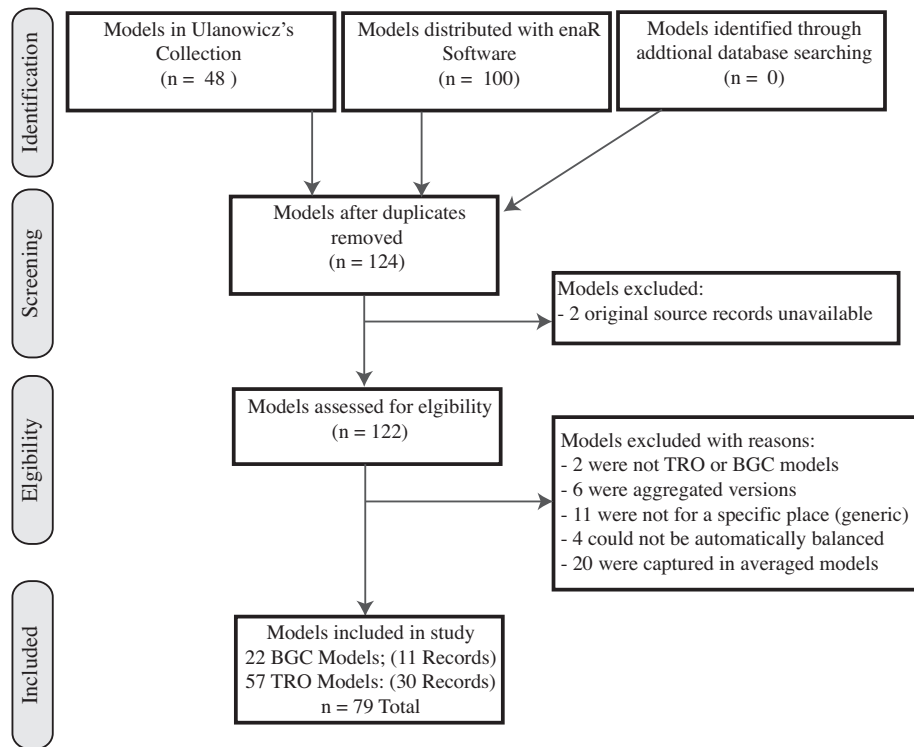 Identification
Models in Ulanowicz's
Collection
(n = 48 )
Models distributed with enaR
Software
(n = 100)
Models identified through
addtional database searching
(n = 0)
Screening
Models after duplicates
removed
(n = 124)
Models excluded:
- 2 original source records unavailable
Elgibility
Models assessed for elgibility
(n = 122)
Models excluded with reasons:
- 2 were not TRO or BGC models
- 6 were aggregated versions
- 11 were not for a specific place (generic)
- 4 could not be automatically balanced
- 20 were captured in averaged models
Included
Models included in study
22 BGC Models; (11 Records)
57 TRO Models: (30 Records)
n = 79 Total